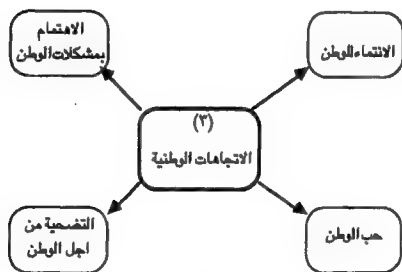 الانتماء للوطن
الاهتمام
بمشكلات الوطن
(٣)
الاتجاهات الوطنية
حب الوطن
التضحية من
اجل الوطن